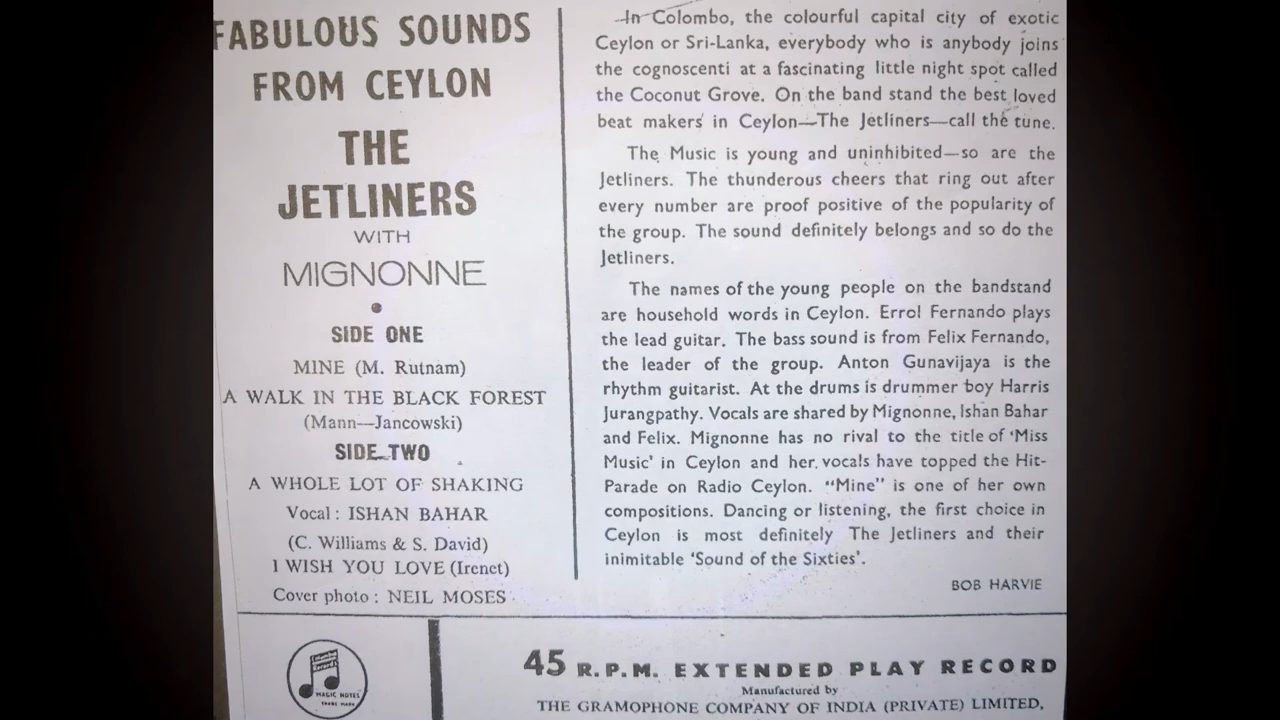 FABULOUS SOUNDS
FROM CEYLON
THE
JETLINERS
WITH
MIGNONNE
SIDE ONE
MINE (M. Rutnam)
A WALK IN THE BLACK FOREST
(Mann—Jancowski)
SIDE TWO
A WHOLE LOT OF SHAKING
Vocal : ISHAN BAHAR
(C. Williams & S. David)
I WISH YOU LOVE (Irenet)
Cover photo : NEIL MOSES
In Colombo, the colourful capital city of exotic
Ceylon or Sri-Lanka, everybody who is anybody joins
the cognoscenti at a fascinating little night spot called
the Coconut Grove. On the band stand the best loved
beat makers in Ceylon—The Jetliners—call the tune.
The Music is young and uninhibited—so are the
Jetliners. The thunderous cheers that ring out after
every number are proof positive of the popularity of
the group. The sound definitely belongs and so do the
Jetliners.
The names of the young people on the bandstand
are household words in Ceylon. Errol Fernando plays
the lead guitar. The bass sound is from Felix Fernando,
the leader of the group. Anton Gunavijaya is the
rhythm guitarist. At the drums is drummer boy Harris
Jurangpathy. Vocals are shared by Mignonne, Ishan Bahar
and Felix. Mignonne has no rival to the title of 'Miss
Music' in Ceylon and her vocals have topped the Hit-
Parade on Radio Ceylon. "Mine" is one of her own
compositions. Dancing or listening, the first choice in
Ceylon is most definitely The Jetliners and their
inimitable 'Sound of the Sixties'.
BOB HARVIE
Columbia
Records
MAGIC NOTES
TRADE MARK
45 R.P.M. EXTENDED PLAY RECORD
Manufactured by
THE GRAMOPHONE COMPANY OF INDIA (PRIVATE) LIMITED,